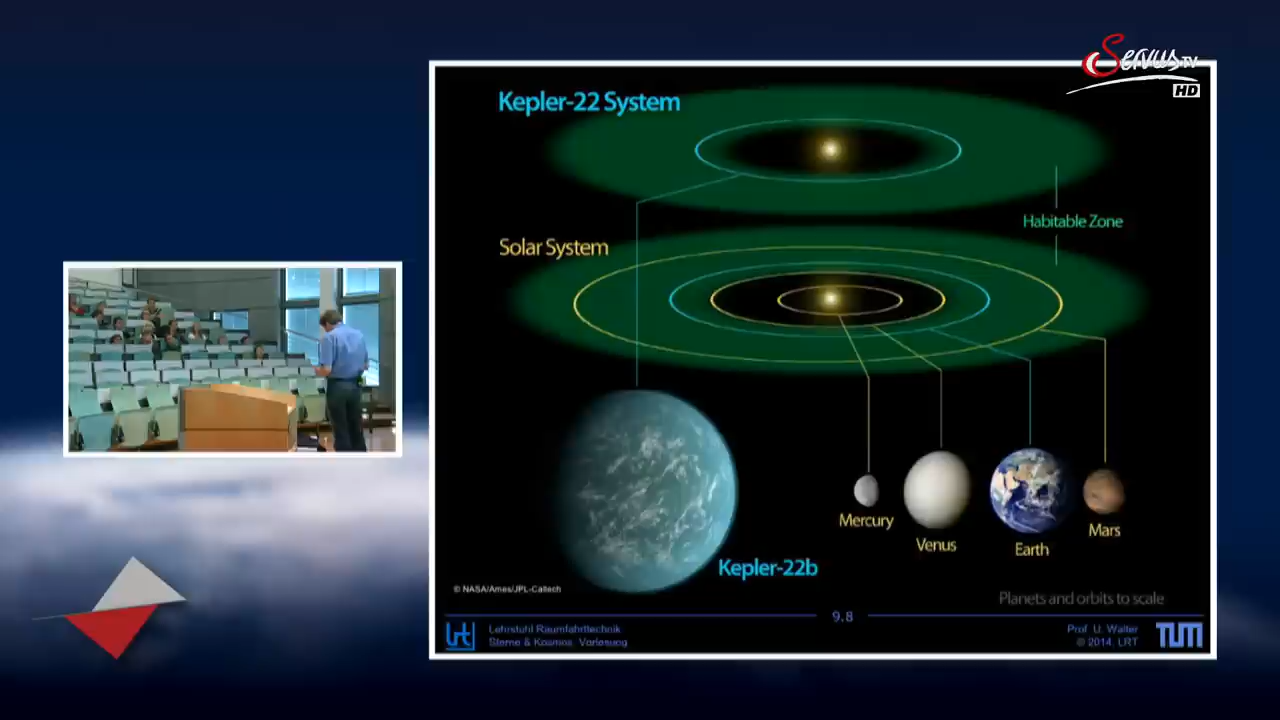 Servus TV
HD
Kepler-22 System
Habitable Zone
Solar System
Mercury
Venus
Earth
Mars
Kepler-22b
© NASA/Ames/JPL-Caltech
Planets and orbits to scale
9.8
lrt
Lehrstuhl Raumfahrttechnik
Sterne & Kosmos, Vorlesung
Prof. U. Walter
© 2014, LRT
TUM